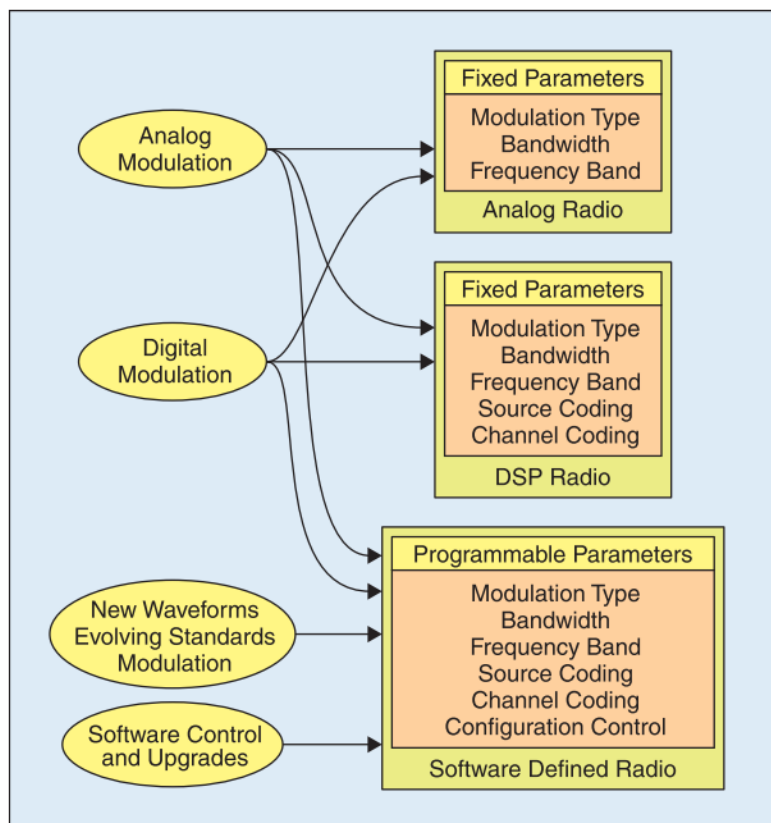 Analog
Modulation
Digital
Modulation
New Waveforms
Evolving Standards
Modulation
Software Control
and Upgrades
Fixed Parameters
Modulation Type
Bandwidth
Frequency Band
Analog Radio
Fixed Parameters
Modulation Type
Bandwidth
Frequency Band
Source Coding
Channel Coding
DSP Radio
Programmable Parameters
Modulation Type
Bandwidth
Frequency Band
Source Coding
Channel Coding
Configuration Control
Software Defined Radio